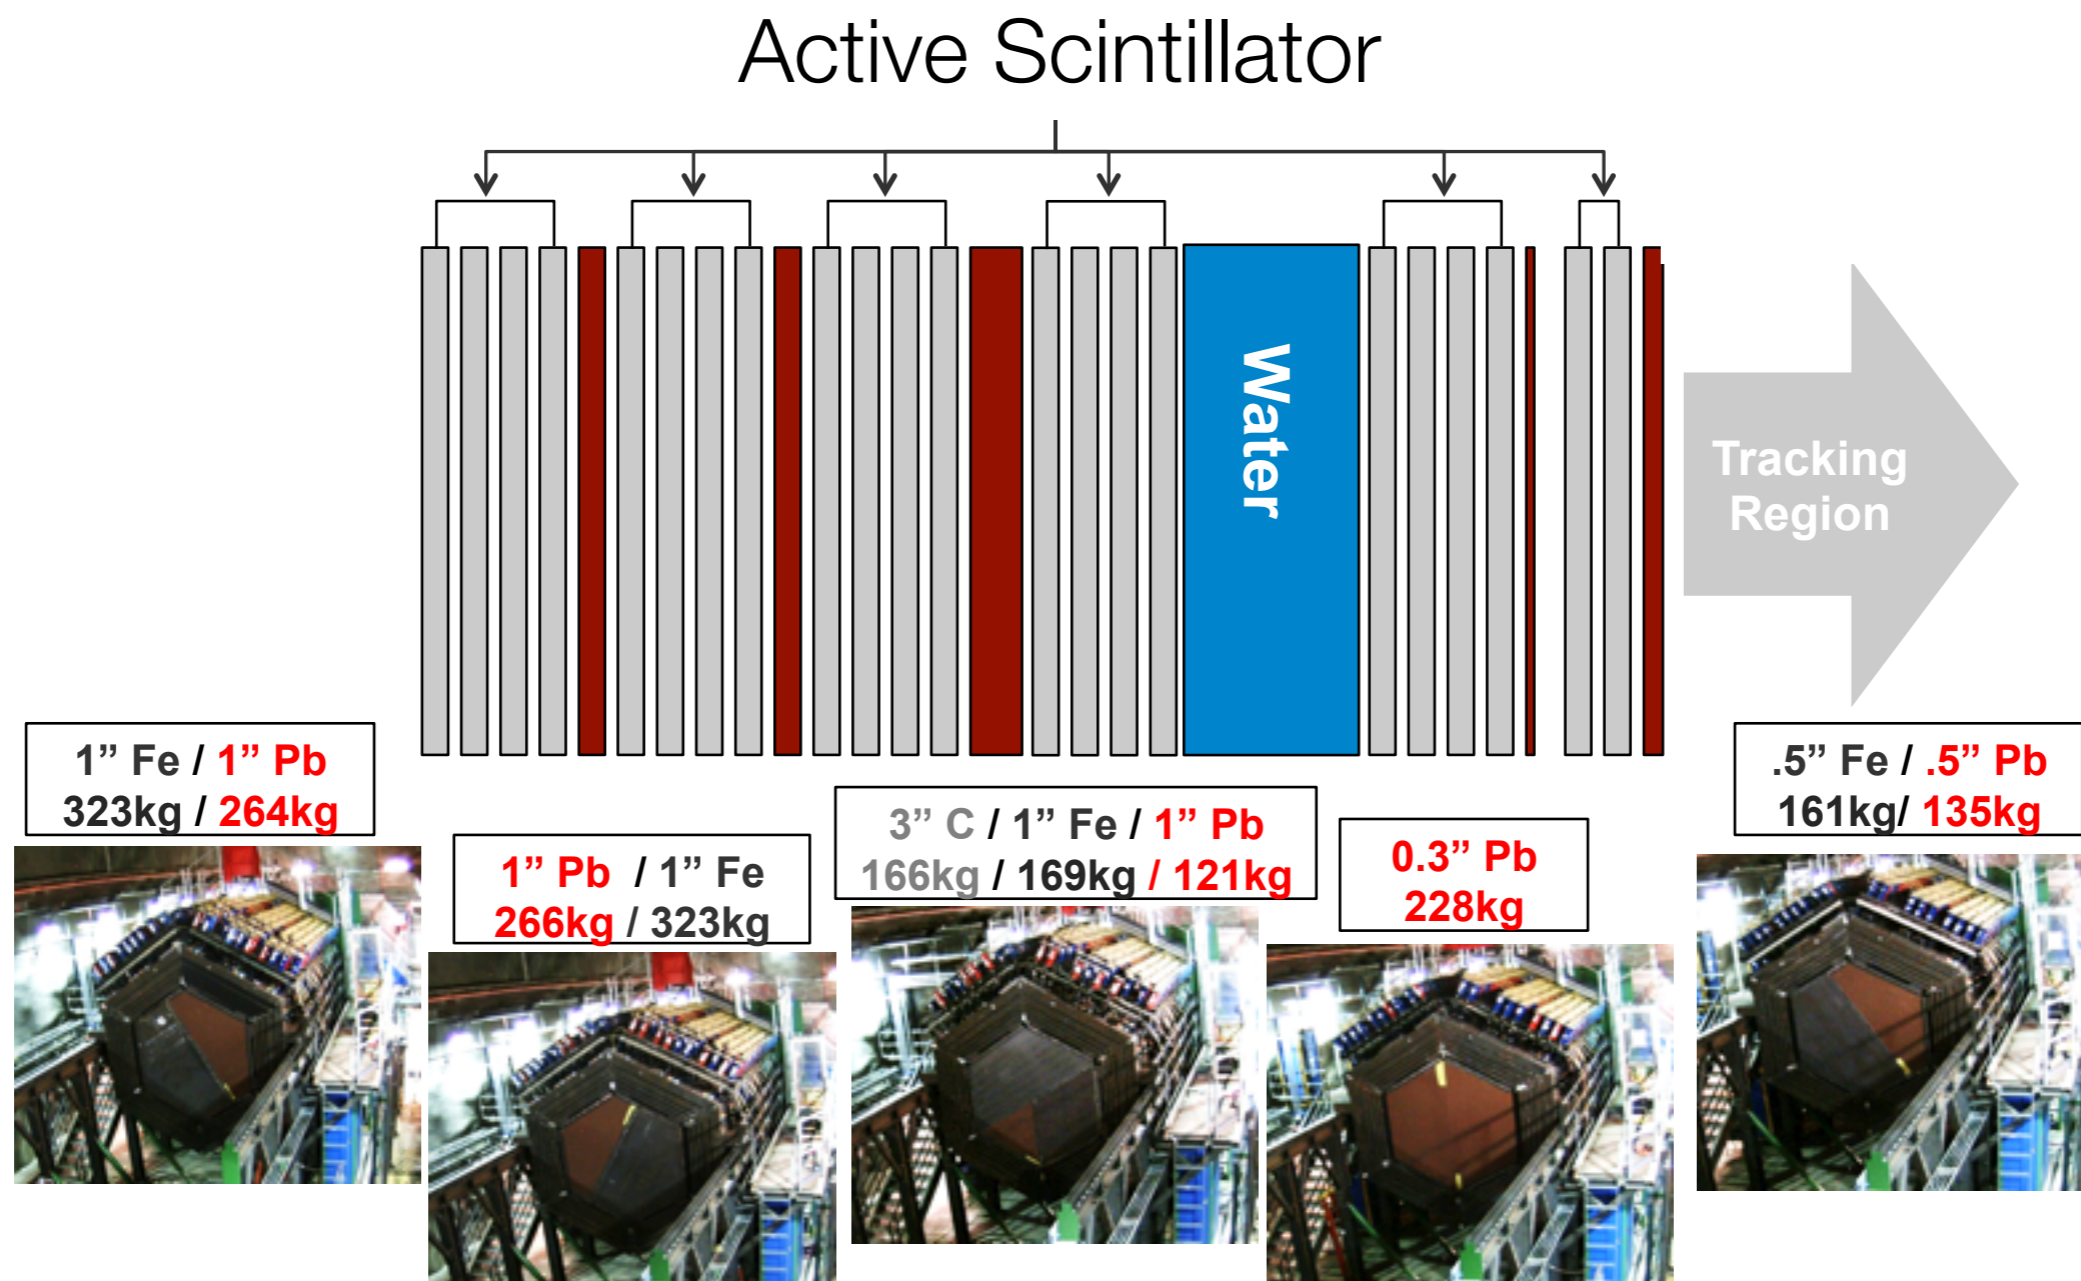 Active Scintillator
Water
Tracking
Region
1” Fe / 1” Pb
323kg / 264kg
1” Pb / 1” Fe
266kg / 323kg
3” C / 1” Fe / 1” Pb
166kg / 169kg / 121kg
0.3” Pb
228kg
.5” Fe / .5” Pb
161kg/ 135kg